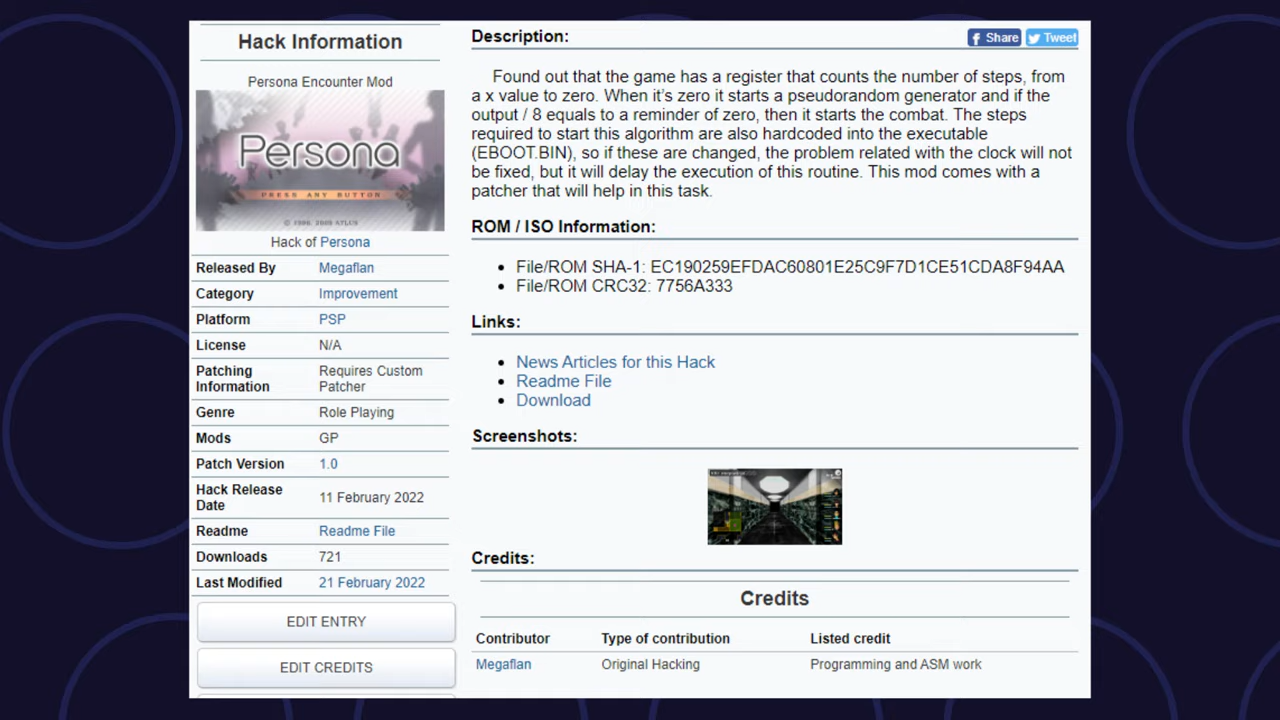 Hack Information
Persona Encounter Mod
Persona
PRESS ANY BUTTON
© 1996, 2009 ATLUS
Hack of Persona
Released By Megaflan
Category Improvement
Platform PSP
License N/A
Patching Information Requires Custom Patcher
Genre Role Playing
Mods GP
Patch Version 1.0
Hack Release Date 11 February 2022
Readme Readme File
Downloads 721
Last Modified 21 February 2022
EDIT ENTRY
EDIT CREDITS
Description:
Share
Tweet
Found out that the game has a register that counts the number of steps, from
a x value to zero. When it's zero it starts a pseudorandom generator and if the
output / 8 equals to a reminder of zero, then it starts the combat. The steps
required to start this algorithm are also hardcoded into the executable
(EBOOT.BIN), so if these are changed, the problem related with the clock will not
be fixed, but it will delay the execution of this routine. This mod comes with a
patcher that will help in this task.
ROM / ISO Information:
• File/ROM SHA-1: EC190259EFDAC60801E25C9F7D1CE51CDA8F94AA
• File/ROM CRC32: 7756A333
Links:
• News Articles for this Hack
• Readme File
• Download
Screenshots:
Credits:
Credits
Contributor Type of contribution Listed credit
Megaflan Original Hacking Programming and ASM work